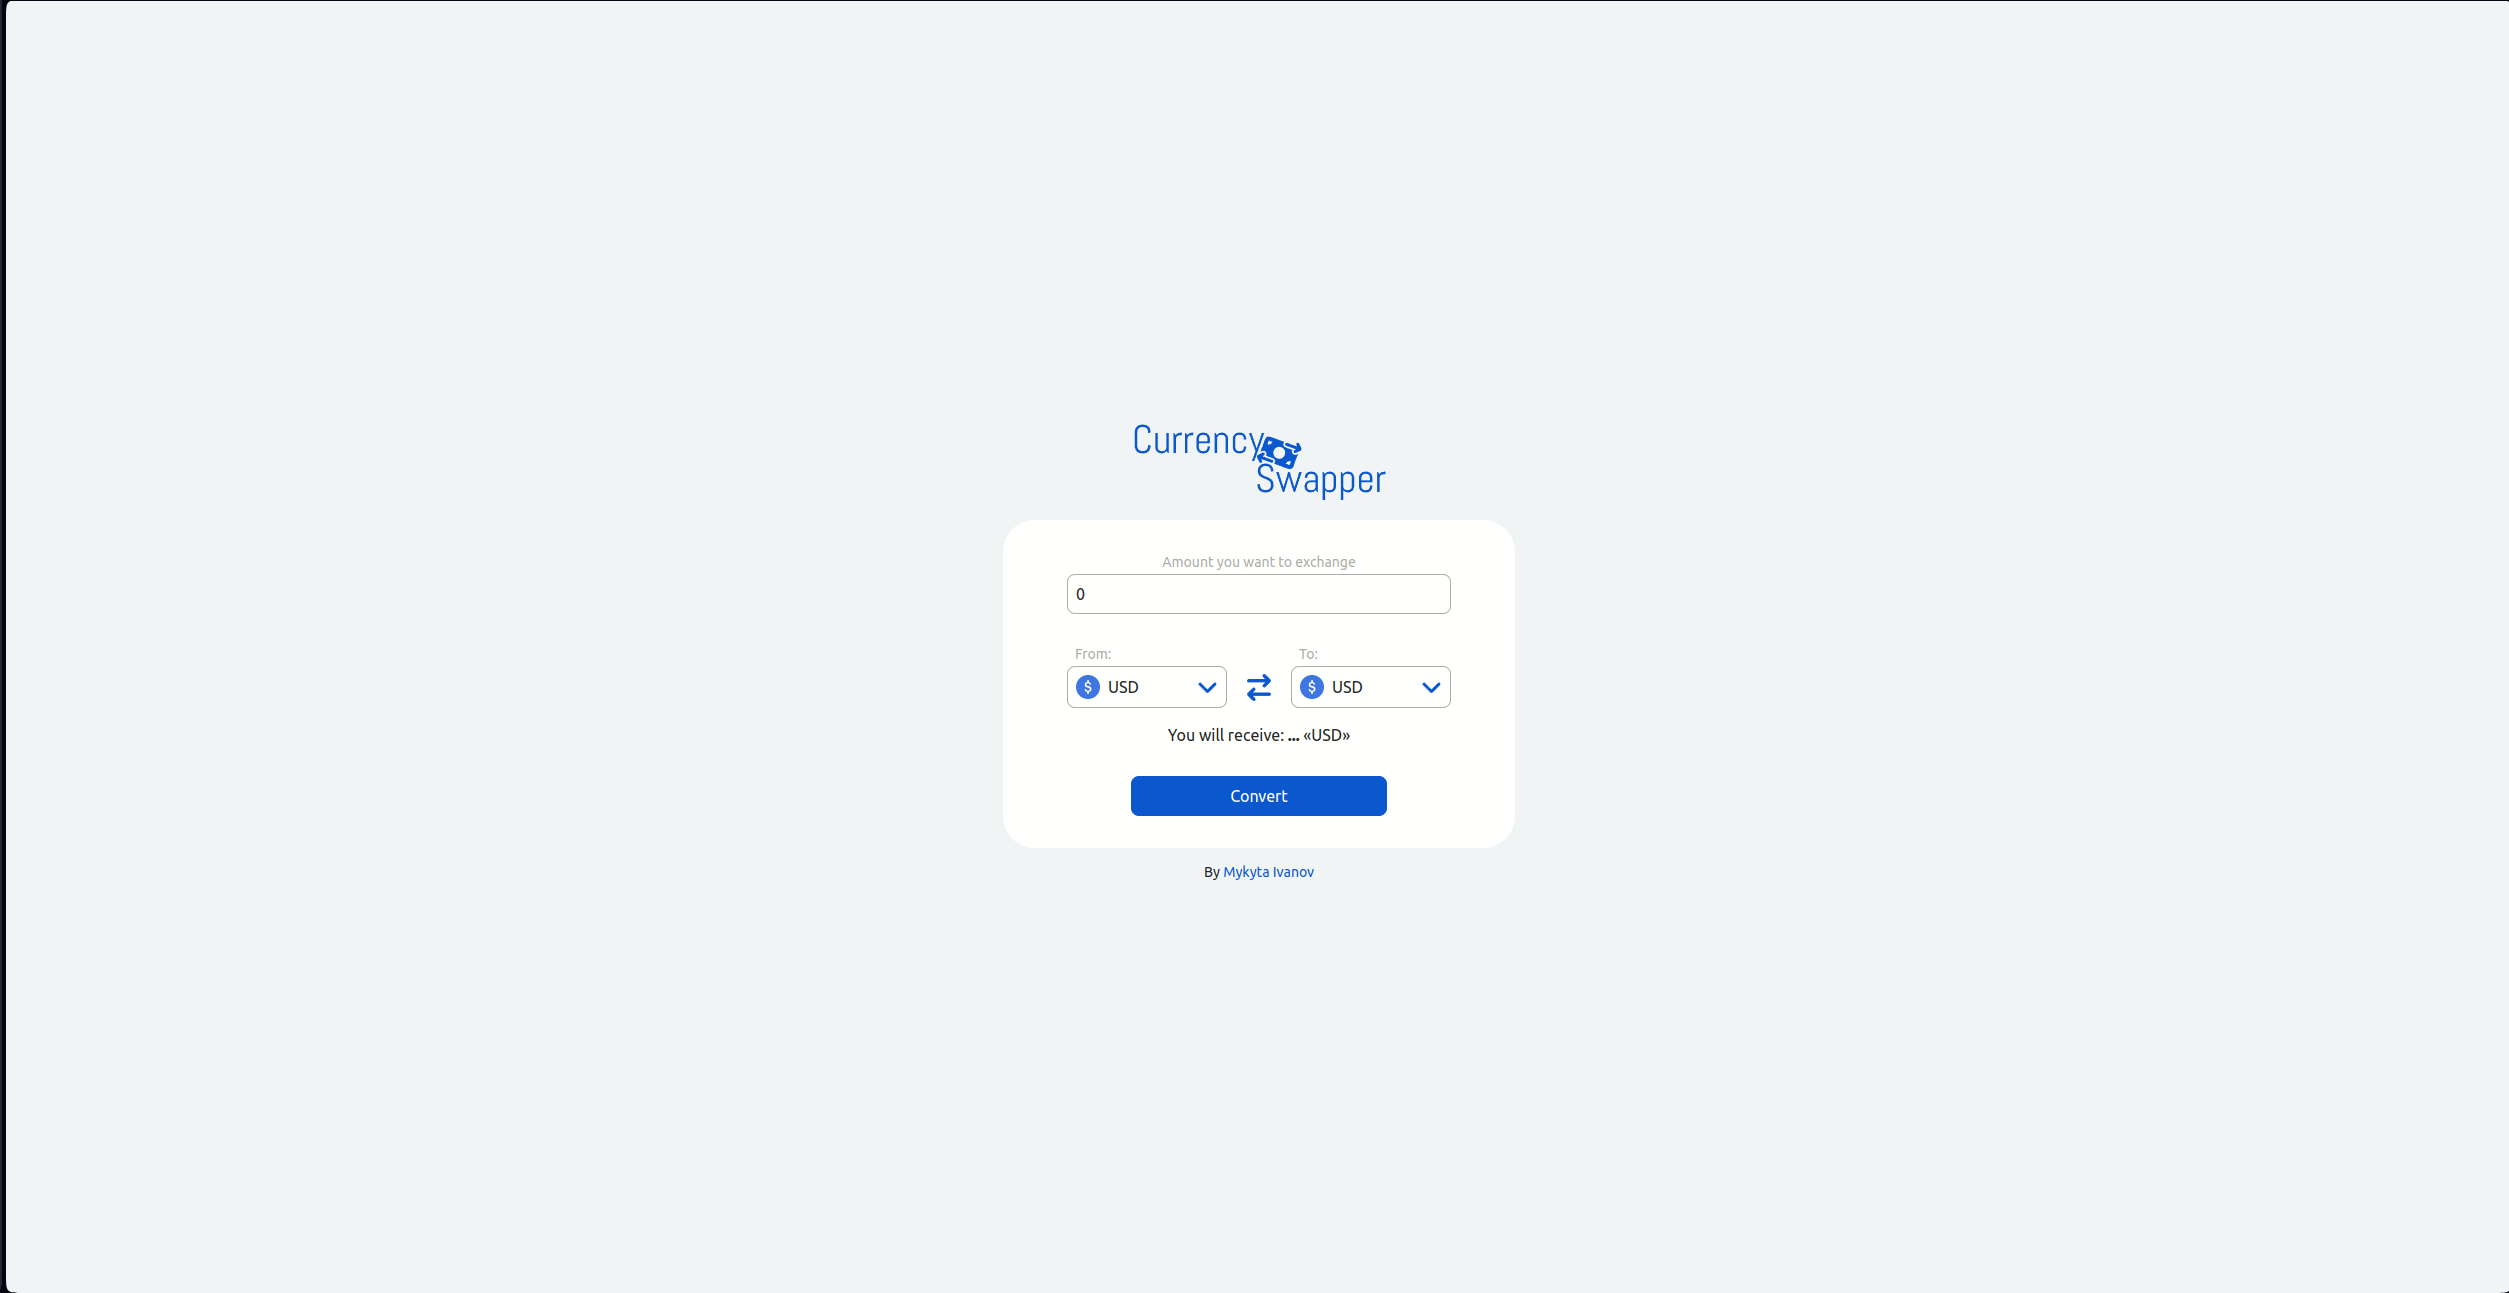 Currency
Swapper
Amount you want to exchange
0
From:
To:
$ USD
$ USD
You will receive: ... «USD»
Convert
By Mykyta Ivanov